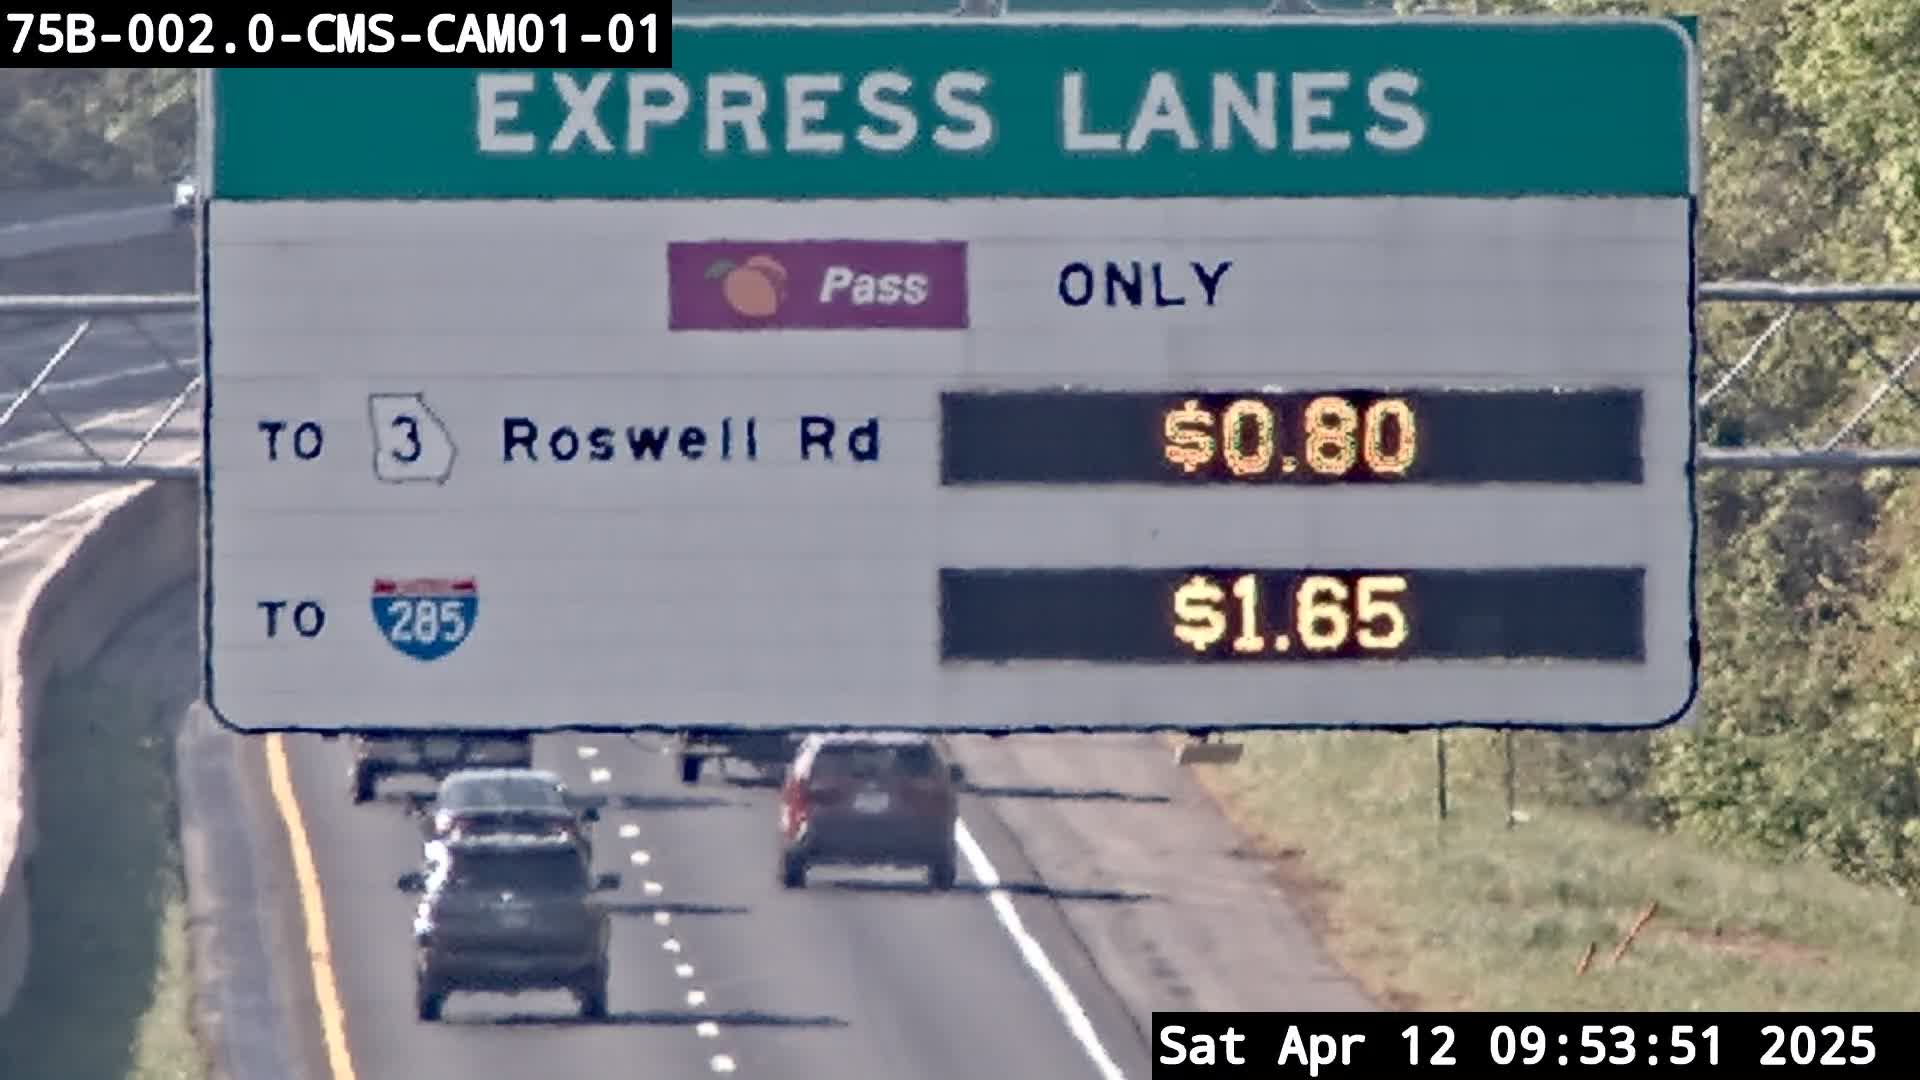 75B-002.0-CMS-CAM01-01
EXPRESS LANES
Pass ONLY
TO 3 Roswell Rd $0.80
TO 285 $1.65
Sat Apr 12 09:53:51 2025